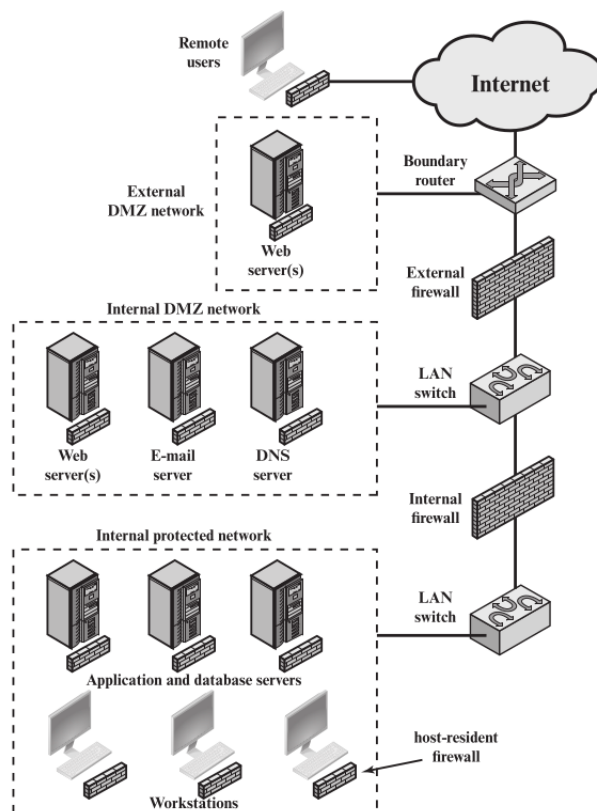 Remote
users
Internet
Boundary
router
External
DMZ network
Web
server(s)
External
firewall
Internal DMZ network
LAN
switch
Web
server(s)
E-mail
server
DNS
server
Internal
firewall
Internal protected network
LAN
switch
Application and database servers
host-resident
firewall
Workstations